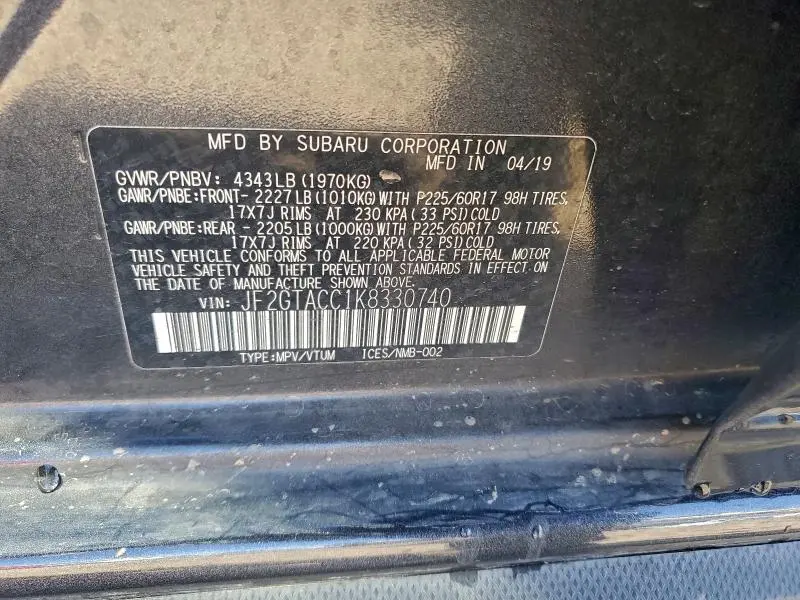 MFD BY SUBARU CORPORATION
MFD IN 04/19
GVWR/PNBV: 4343LB (1970KG)
GAWR/PNBE:FRONT- 2227LB (1010KG) WITH P225/60R17 98H TIRES,
17X7J RIMS AT 230 KPA (33 PSI) COLD
GAWR/PNBE:REAR - 2205LB (1000KG) WITH P225/60R17 98H TIRES,
17X7J RIMS AT 220 KPA (32 PSI) COLD
THIS VEHICLE CONFORMS TO ALL APPLICABLE FEDERAL MOTOR
VEHICLE SAFETY AND THEFT PREVENTION STANDARDS IN EFFECT ON
THE DATE OF MANUFACTURE SHOWN ABOVE.
VIN: JF2GTACC1K8330740
TYPE:MPV/VTUM ICES/NMB-002